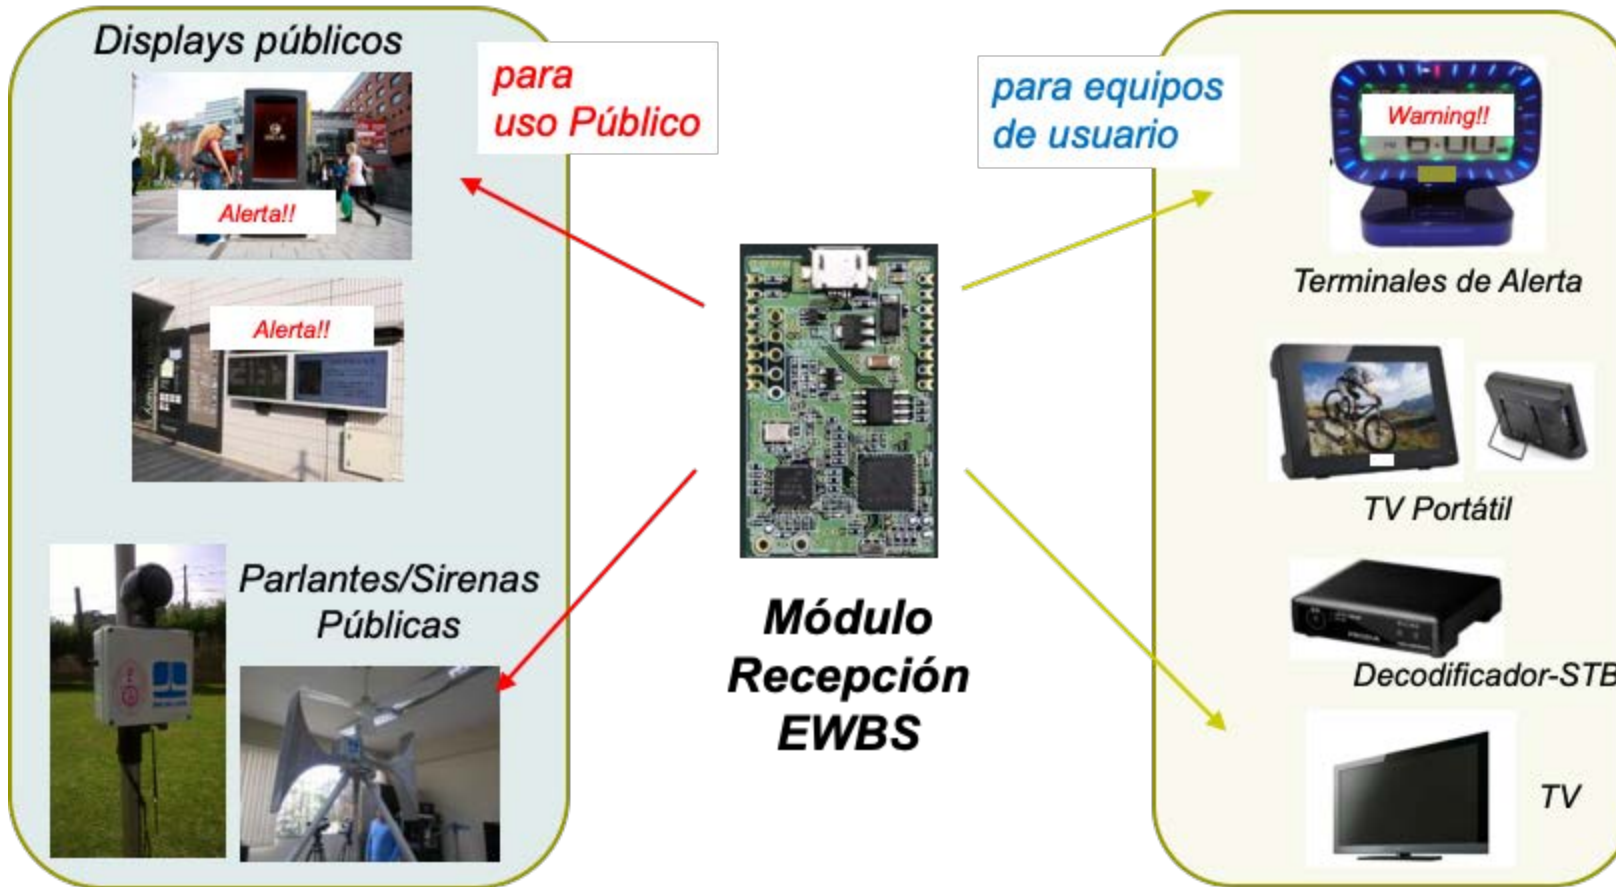 Displays públicos
para
uso Público
Alerta!!
Alerta!!
Parlantes/Sirenas
Públicas
Módulo
Recepción
EWBS
para equipos
de usuario
Warning!!
Terminales de Alerta
TV Portátil
Decodificador-STB
TV